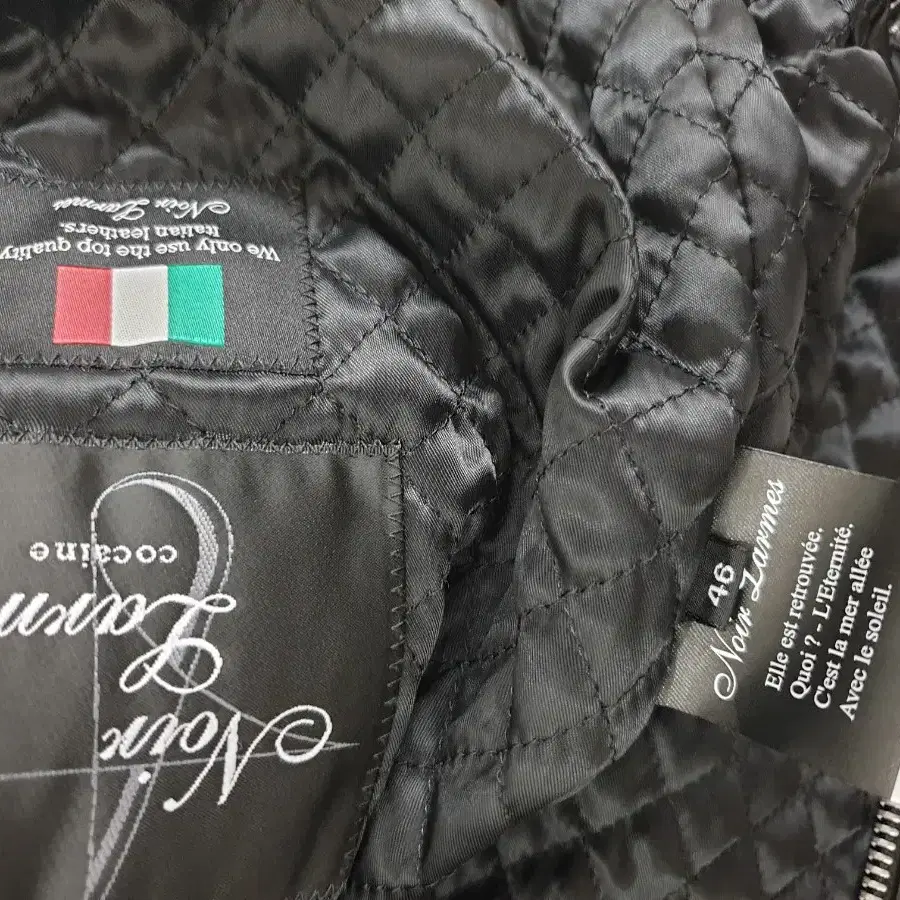 Noir Larmes
We only use the top quality
Italian leathers.
Noir
Larm
cocaine
46
Noir Larmes
Elle est retrouvée.
Quoi ? - L'Eternité.
C'est la mer allée
Avec le soleil.